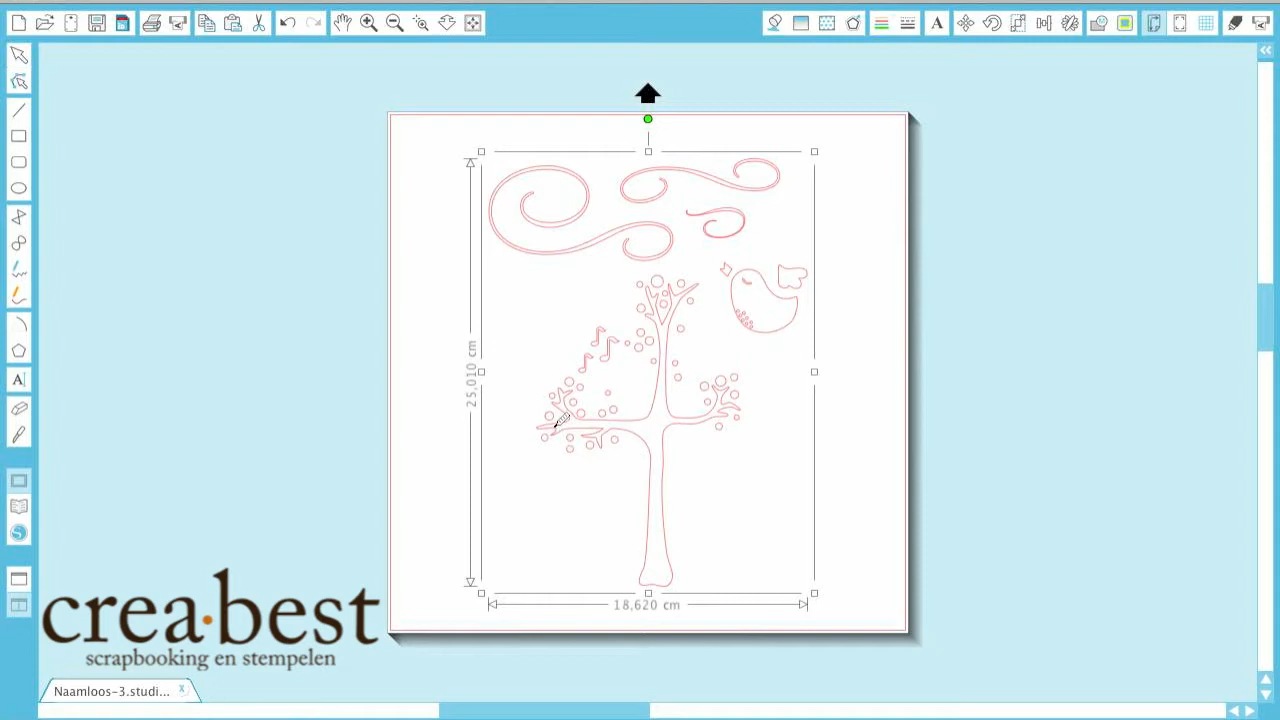 A
A
25,010 cm
18,620 cm
crea·best
scrapbooking en stempelen
Naamloos-3.studi...